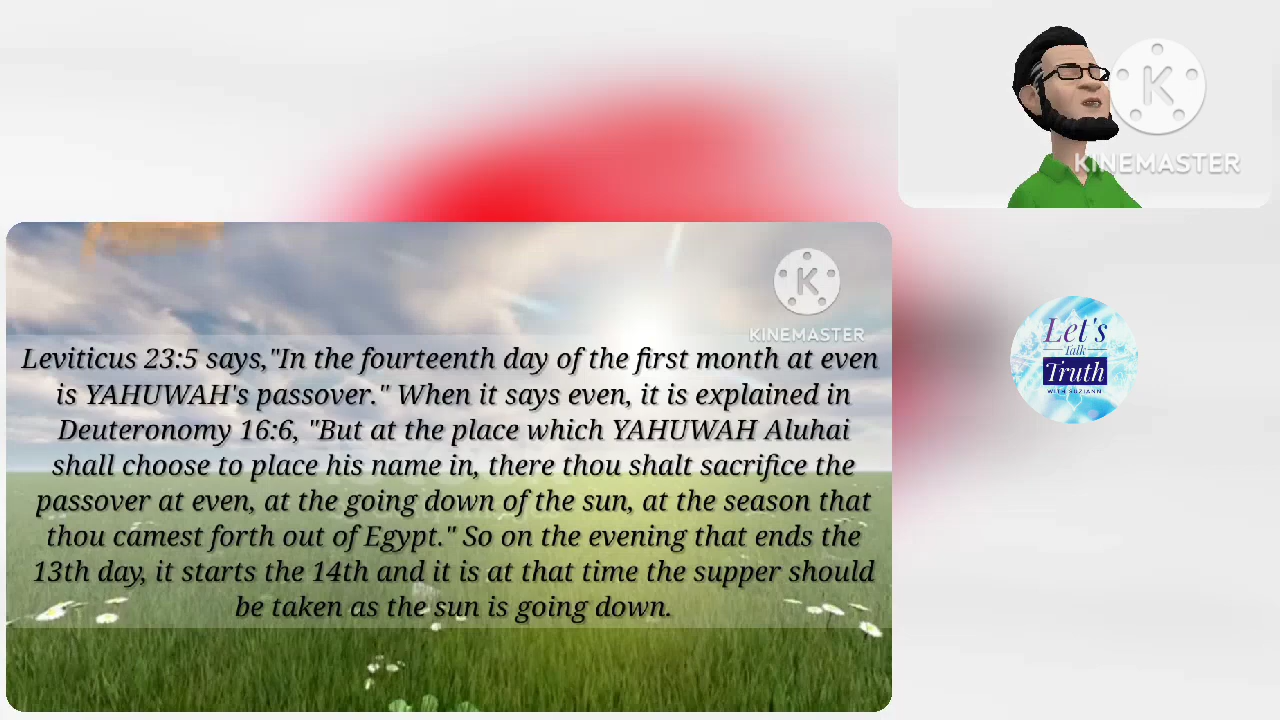 KINEMASTER
KINEMASTER
Leviticus 23:5 says,"In the fourteenth day of the first month at even
is YAHUWAH's passover." When it says even, it is explained in
Deuteronomy 16:6, "But at the place which YAHUWAH Aluhai
shall choose to place his name in, there thou shalt sacrifice the
passover at even, at the going down of the sun, at the season that
thou camest forth out of Egypt." So on the evening that ends the
13th day, it starts the 14th and it is at that time the supper should
be taken as the sun is going down.
Let's
Talk
Truth
WITH SUZIANN